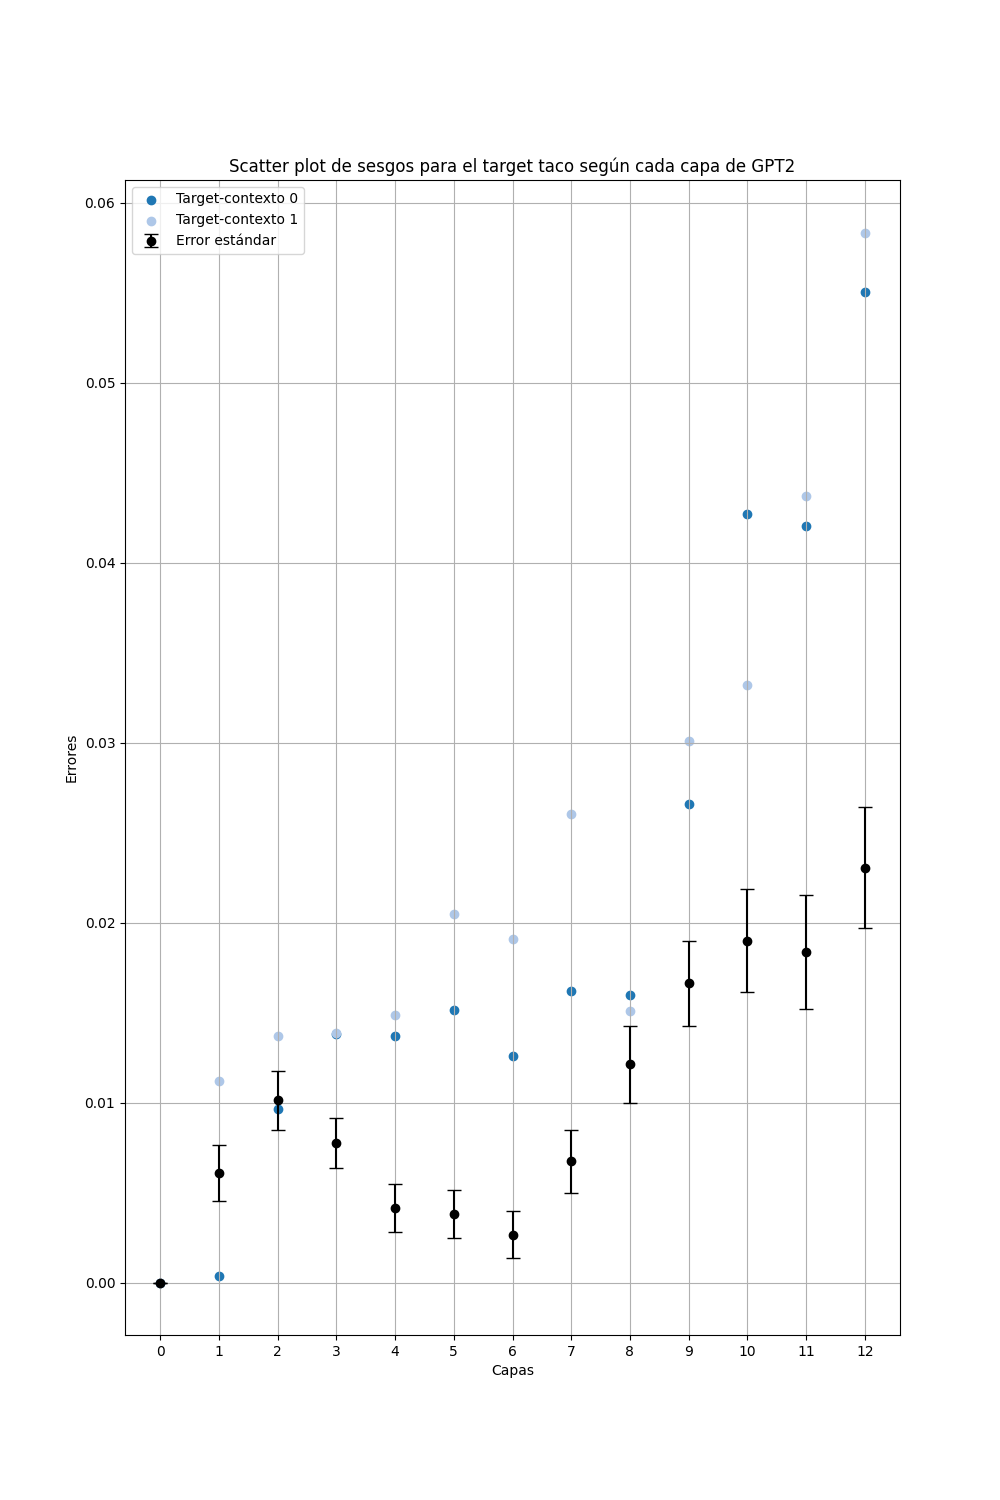 Scatter plot de sesgos para el target taco según cada capa de GPT2
Target-contexto 0
Target-contexto 1
Error estándar
0.06
0.05
0.04
0.03
0.02
0.01
0.00
Errores
0 1 2 3 4 5 6 7 8 9 10 11 12
Capas